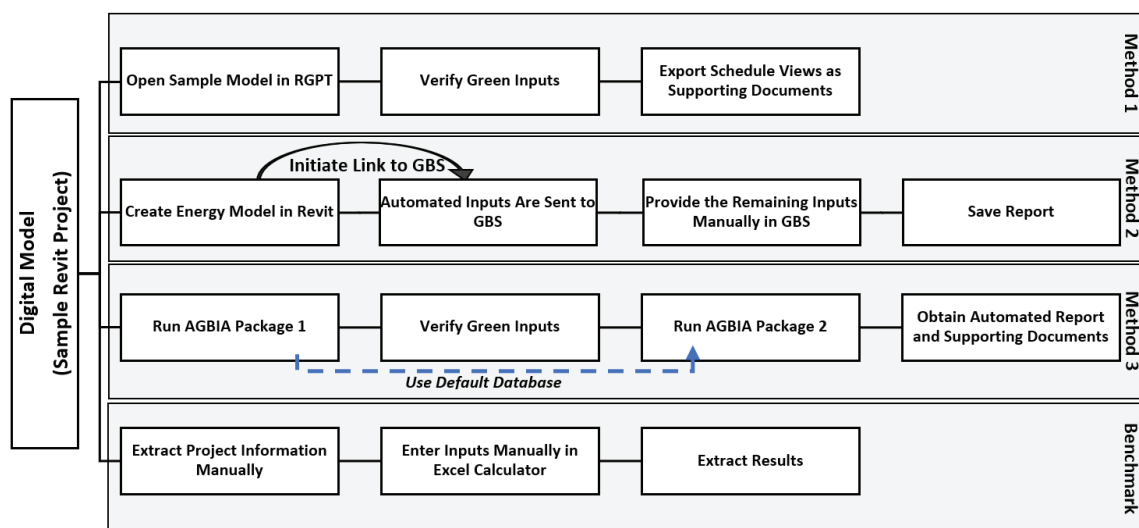 Digital Model
(Sample Revit Project)
Open Sample Model in RGPT
Verify Green Inputs
Export Schedule Views as
Supporting Documents
Method 1
Initiate Link to GBS
Create Energy Model in Revit
Automated Inputs Are Sent to
GBS
Provide the Remaining Inputs
Manually in GBS
Save Report
Method 2
Run AGBIA Package 1
Verify Green Inputs
Run AGBIA Package 2
Obtain Automated Report
and Supporting Documents
Use Default Database
Method 3
Extract Project Information
Manually
Enter Inputs Manually in
Excel Calculator
Extract Results
Benchmark